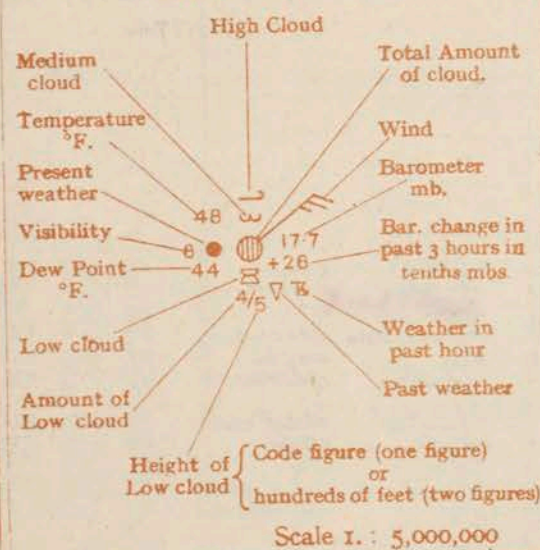 High Cloud
Medium
cloud
Total Amount
of cloud.
Temperature
°F.
Wind
Present
weather
Barometer
mb.
48
Visibility
6
17·7
Bar. change in
past 3 hours in
tenths mbs.
+26
Dew Point
°F.
44
4/5
Low cloud
Weather in
past hour
Amount of
Low cloud
Past weather
Height of
Low cloud
Code figure (one figure)
or
hundreds of feet (two figures)
Scale 1. : 5,000,000